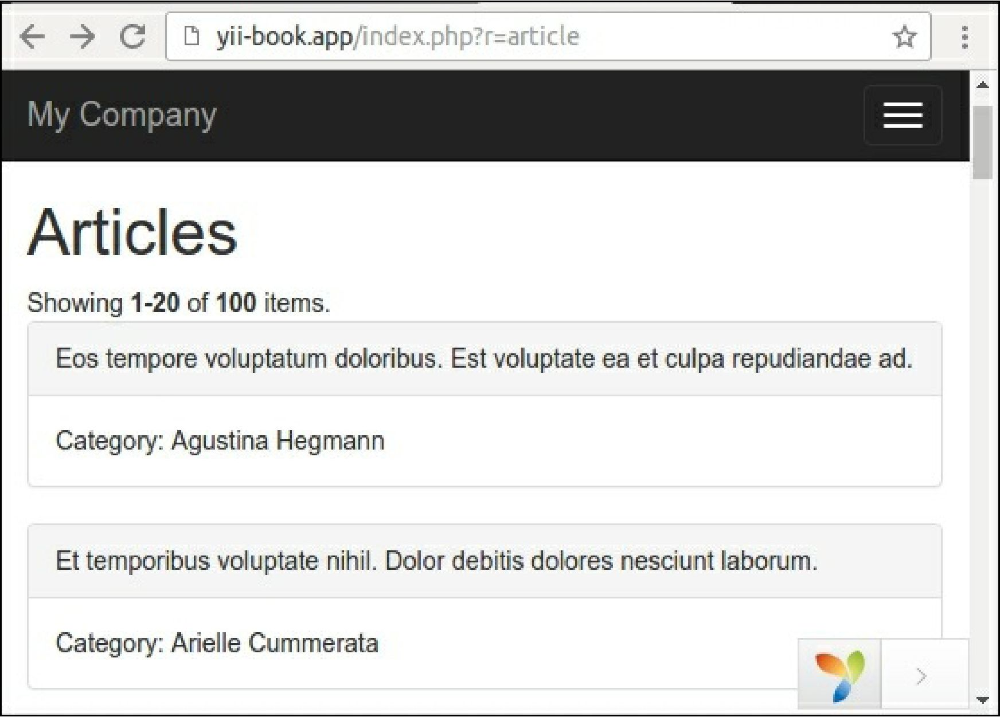 yii-book.app/index.php?r=article
My Company
Articles
Showing 1-20 of 100 items.
Eos tempore voluptatum doloribus. Est voluptate ea et culpa repudiandae ad.
Category: Agustina Hegmann
Et temporibus voluptate nihil. Dolor debitis dolores nesciunt laborum.
Category: Arielle Cummerata